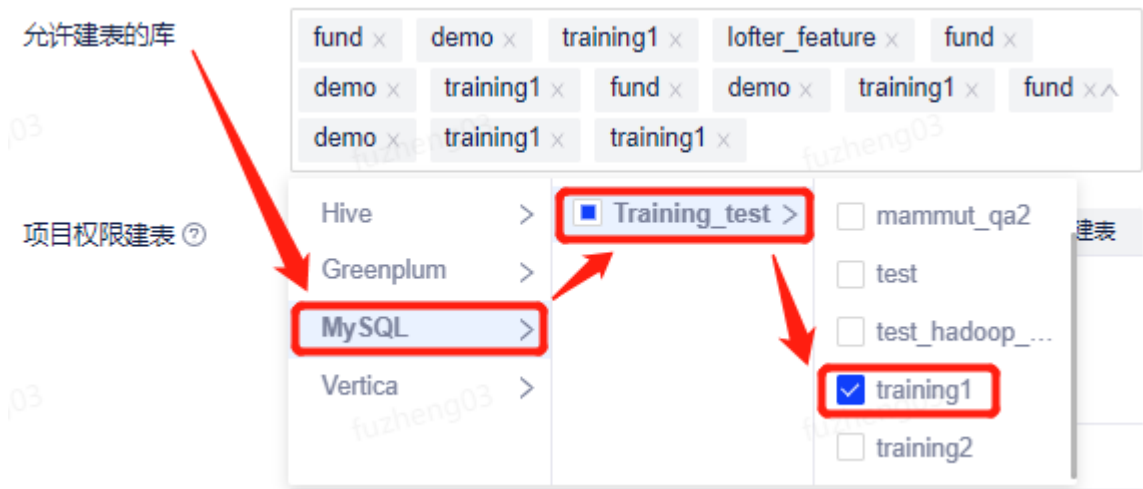 允许建表的库
fund × demo × training1 × lofter_feature × fund ×
demo × training1 × fund × demo × training1 × fund ×
demo × training1 × training1 ×
项目权限建表
建表
Hive >
Greenplum >
MySQL >
Vertica >
Training_test >
mammut_qa2
test
test_hadoop_...
training1
training2
03
fuzheng03
fuzheng03
03
fuzheng03